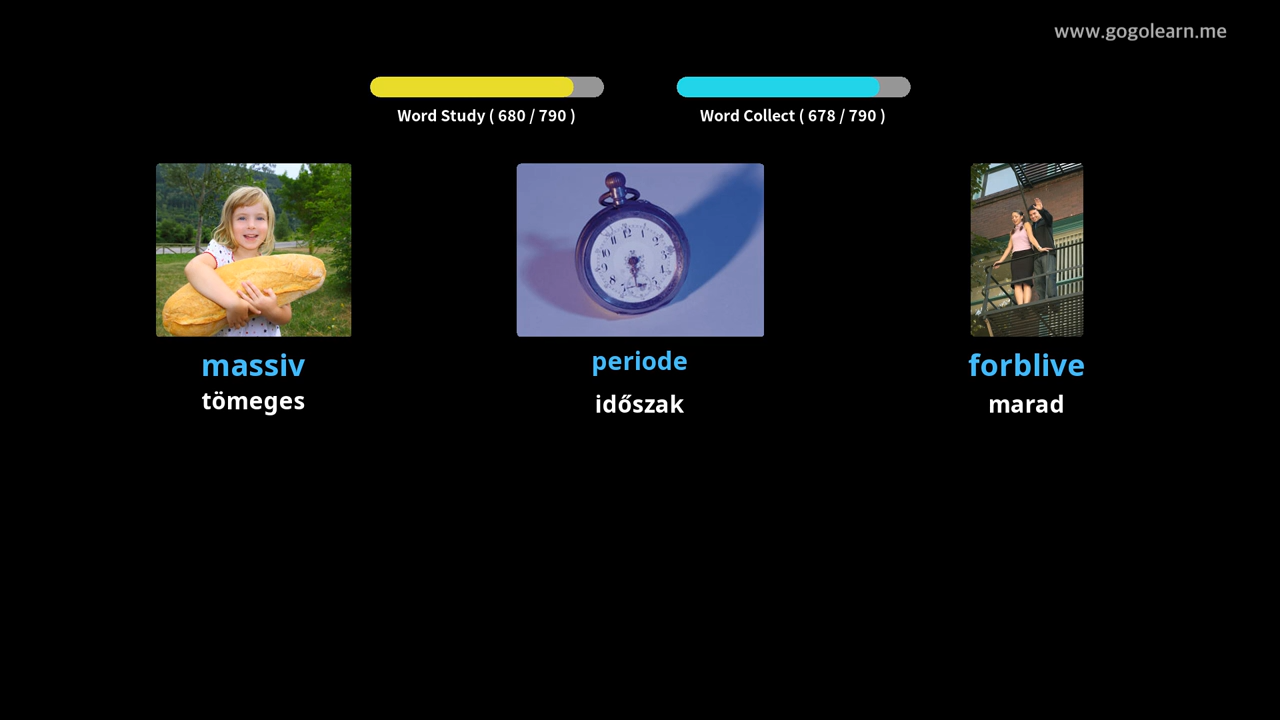 www.gogolearn.me
Word Study ( 680 / 790 )
Word Collect ( 678 / 790 )
massiv
tömeges
periode
időszak
forblive
marad